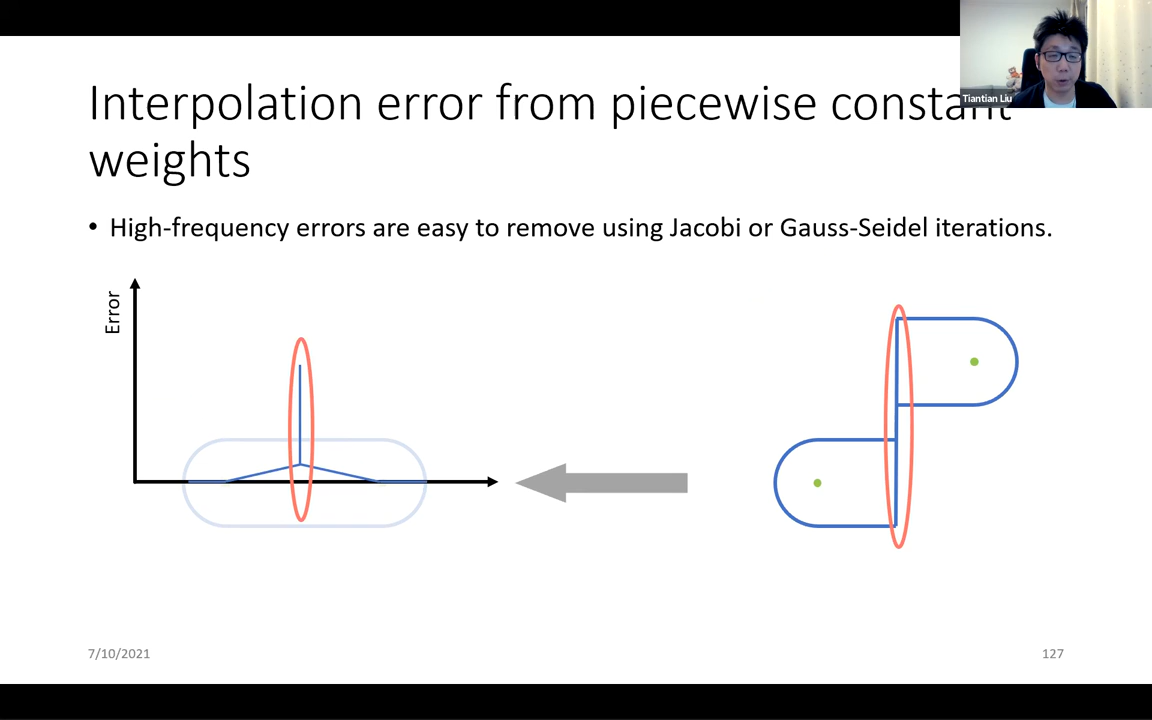 Interpolation error from piecewise constant
weights
Tiantian Liu
• High-frequency errors are easy to remove using Jacobi or Gauss-Seidel iterations.
Error
7/10/2021
127